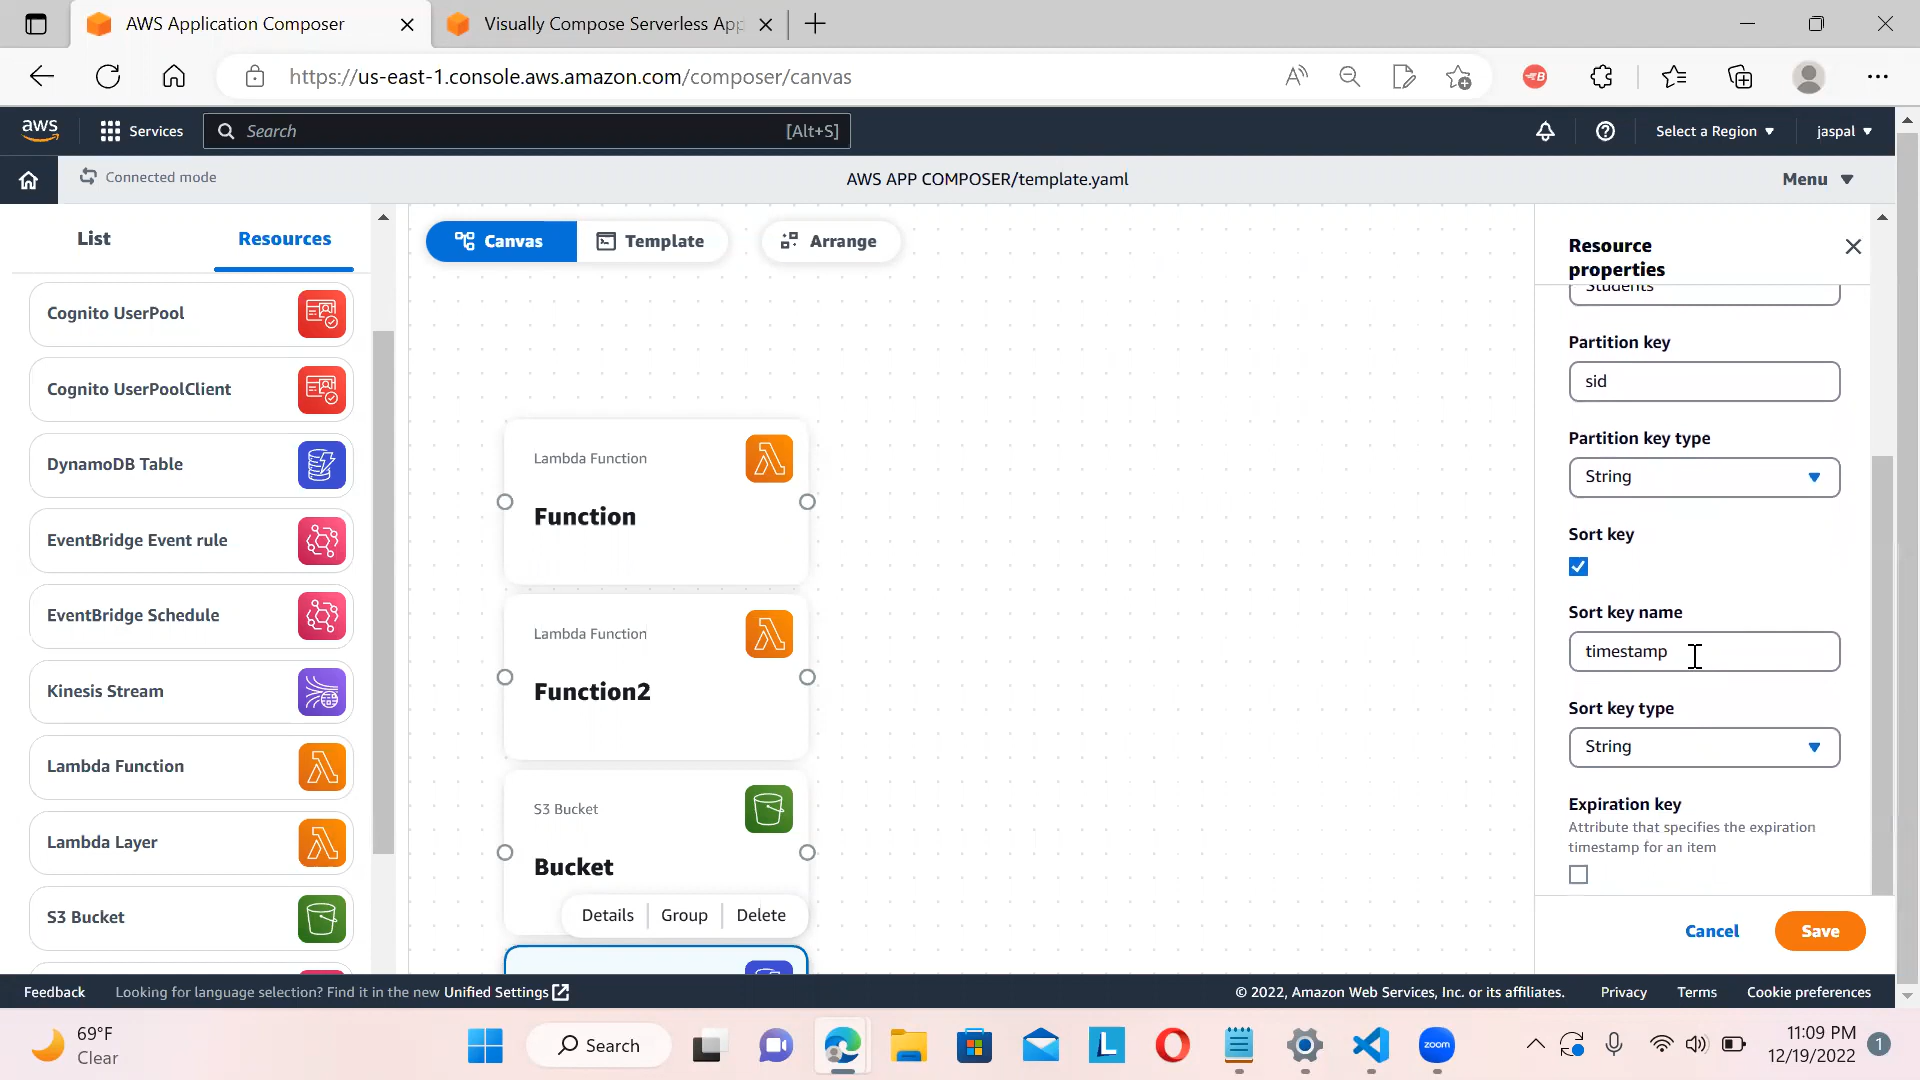 AWS Application Composer
Visually Compose Serverless App
https://us-east-1.console.aws.amazon.com/composer/canvas
aws
Services
Search
[Alt+S]
Select a Region
jaspal
Connected mode
AWS APP COMPOSER/template.yaml
Menu
List
Resources
Cognito UserPool
Cognito UserPoolClient
DynamoDB Table
EventBridge Event rule
EventBridge Schedule
Kinesis Stream
Lambda Function
Lambda Layer
S3 Bucket
Canvas
Template
Arrange
Lambda Function
Function
Lambda Function
Function2
S3 Bucket
Bucket
Details
Group
Delete
Resource
properties
Students
Partition key
sid
Partition key type
String
Sort key
Sort key name
timestamp
Sort key type
String
Expiration key
Attribute that specifies the expiration
timestamp for an item
Cancel
Save
Feedback
Looking for language selection? Find it in the new Unified Settings
© 2022, Amazon Web Services, Inc. or its affiliates.
Privacy
Terms
Cookie preferences
69°F
Clear
Search
L
zoom
11:09 PM
12/19/2022
1